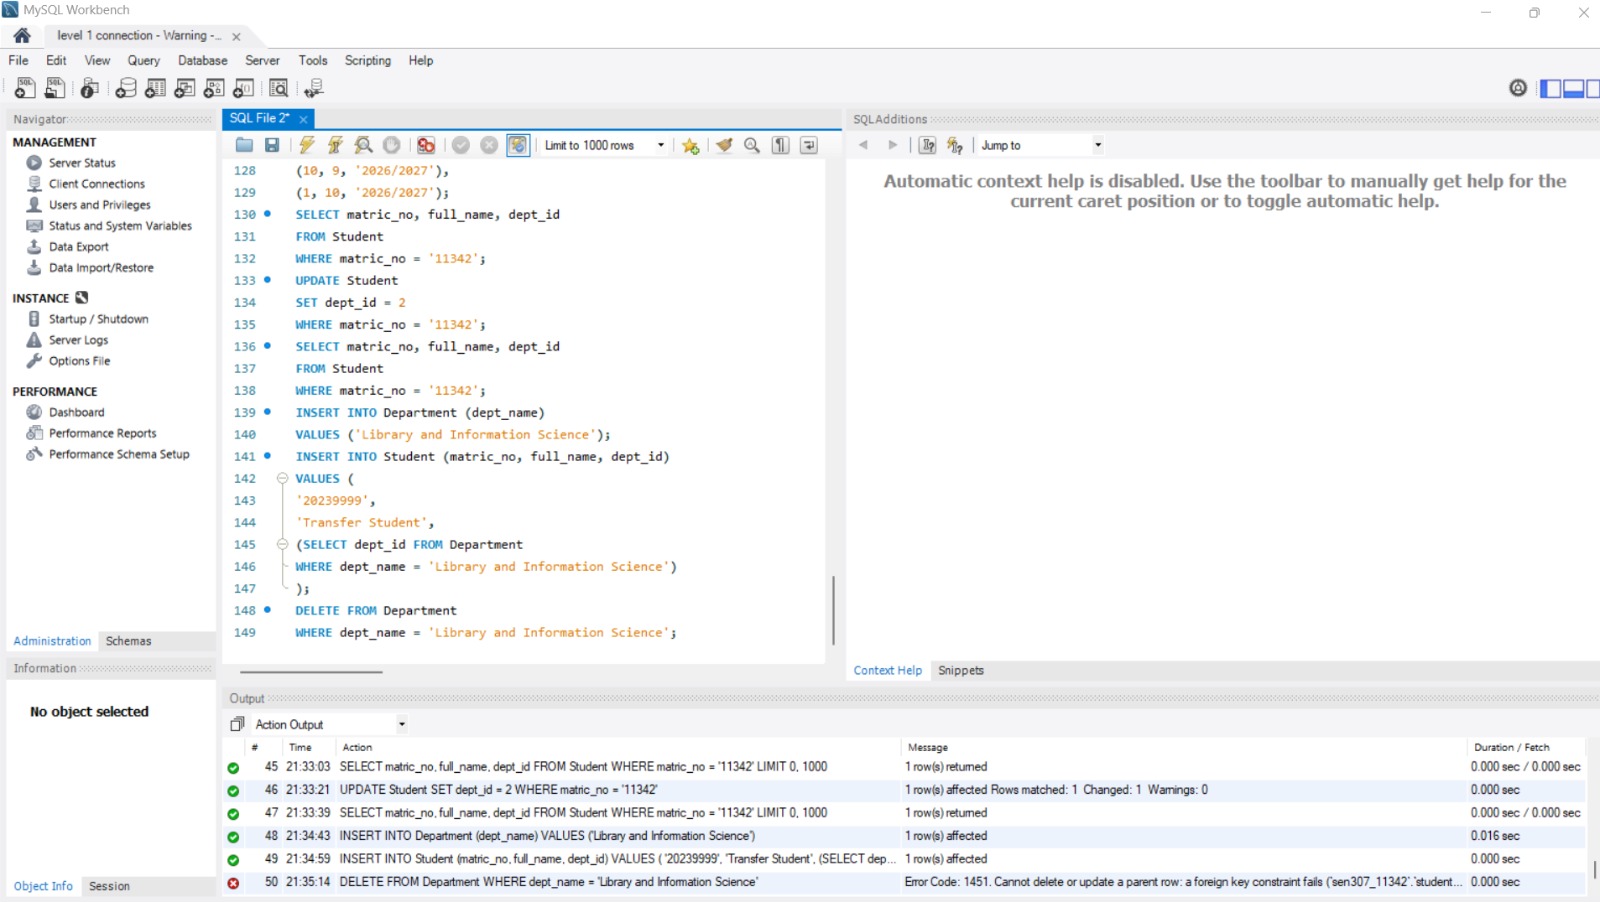 MySQL Workbench
level 1 connection - Warning -...
File Edit View Query Database Server Tools Scripting Help
Navigator
MANAGEMENT
Server Status
Client Connections
Users and Privileges
Status and System Variables
Data Export
Data Import/Restore
INSTANCE
Startup / Shutdown
Server Logs
Options File
PERFORMANCE
Dashboard
Performance Reports
Performance Schema Setup
Administration Schemas
Information
No object selected
Object Info Session
SQL File 2*
Limit to 1000 rows
128 (10, 9, '2026/2027'),
129 (1, 10, '2026/2027');
130 SELECT matric_no, full_name, dept_id
131 FROM Student
132 WHERE matric_no = '11342';
133 UPDATE Student
134 SET dept_id = 2
135 WHERE matric_no = '11342';
136 SELECT matric_no, full_name, dept_id
137 FROM Student
138 WHERE matric_no = '11342';
139 INSERT INTO Department (dept_name)
140 VALUES ('Library and Information Science');
141 INSERT INTO Student (matric_no, full_name, dept_id)
142 VALUES (
143 '20239999',
144 'Transfer Student',
145 (SELECT dept_id FROM Department
146 WHERE dept_name = 'Library and Information Science')
147 );
148 DELETE FROM Department
149 WHERE dept_name = 'Library and Information Science';
SQLAdditions
Jump to
Automatic context help is disabled. Use the toolbar to manually get help for the
current caret position or to toggle automatic help.
Context Help Snippets
Output
Action Output
# Time Action Message Duration / Fetch
45 21:33:03 SELECT matric_no, full_name, dept_id FROM Student WHERE matric_no = '11342' LIMIT 0, 1000 1 row(s) returned 0.000 sec / 0.000 sec
46 21:33:21 UPDATE Student SET dept_id = 2 WHERE matric_no = '11342' 1 row(s) affected Rows matched: 1 Changed: 1 Warnings: 0 0.000 sec
47 21:33:39 SELECT matric_no, full_name, dept_id FROM Student WHERE matric_no = '11342' LIMIT 0, 1000 1 row(s) returned 0.000 sec / 0.000 sec
48 21:34:43 INSERT INTO Department (dept_name) VALUES ('Library and Information Science') 1 row(s) affected 0.016 sec
49 21:34:59 INSERT INTO Student (matric_no, full_name, dept_id) VALUES ( '20239999', 'Transfer Student', (SELECT dep... 1 row(s) affected 0.000 sec
50 21:35:14 DELETE FROM Department WHERE dept_name = 'Library and Information Science' Error Code: 1451. Cannot delete or update a parent row: a foreign key constraint fails (`sen307_11342`.`student... 0.000 sec